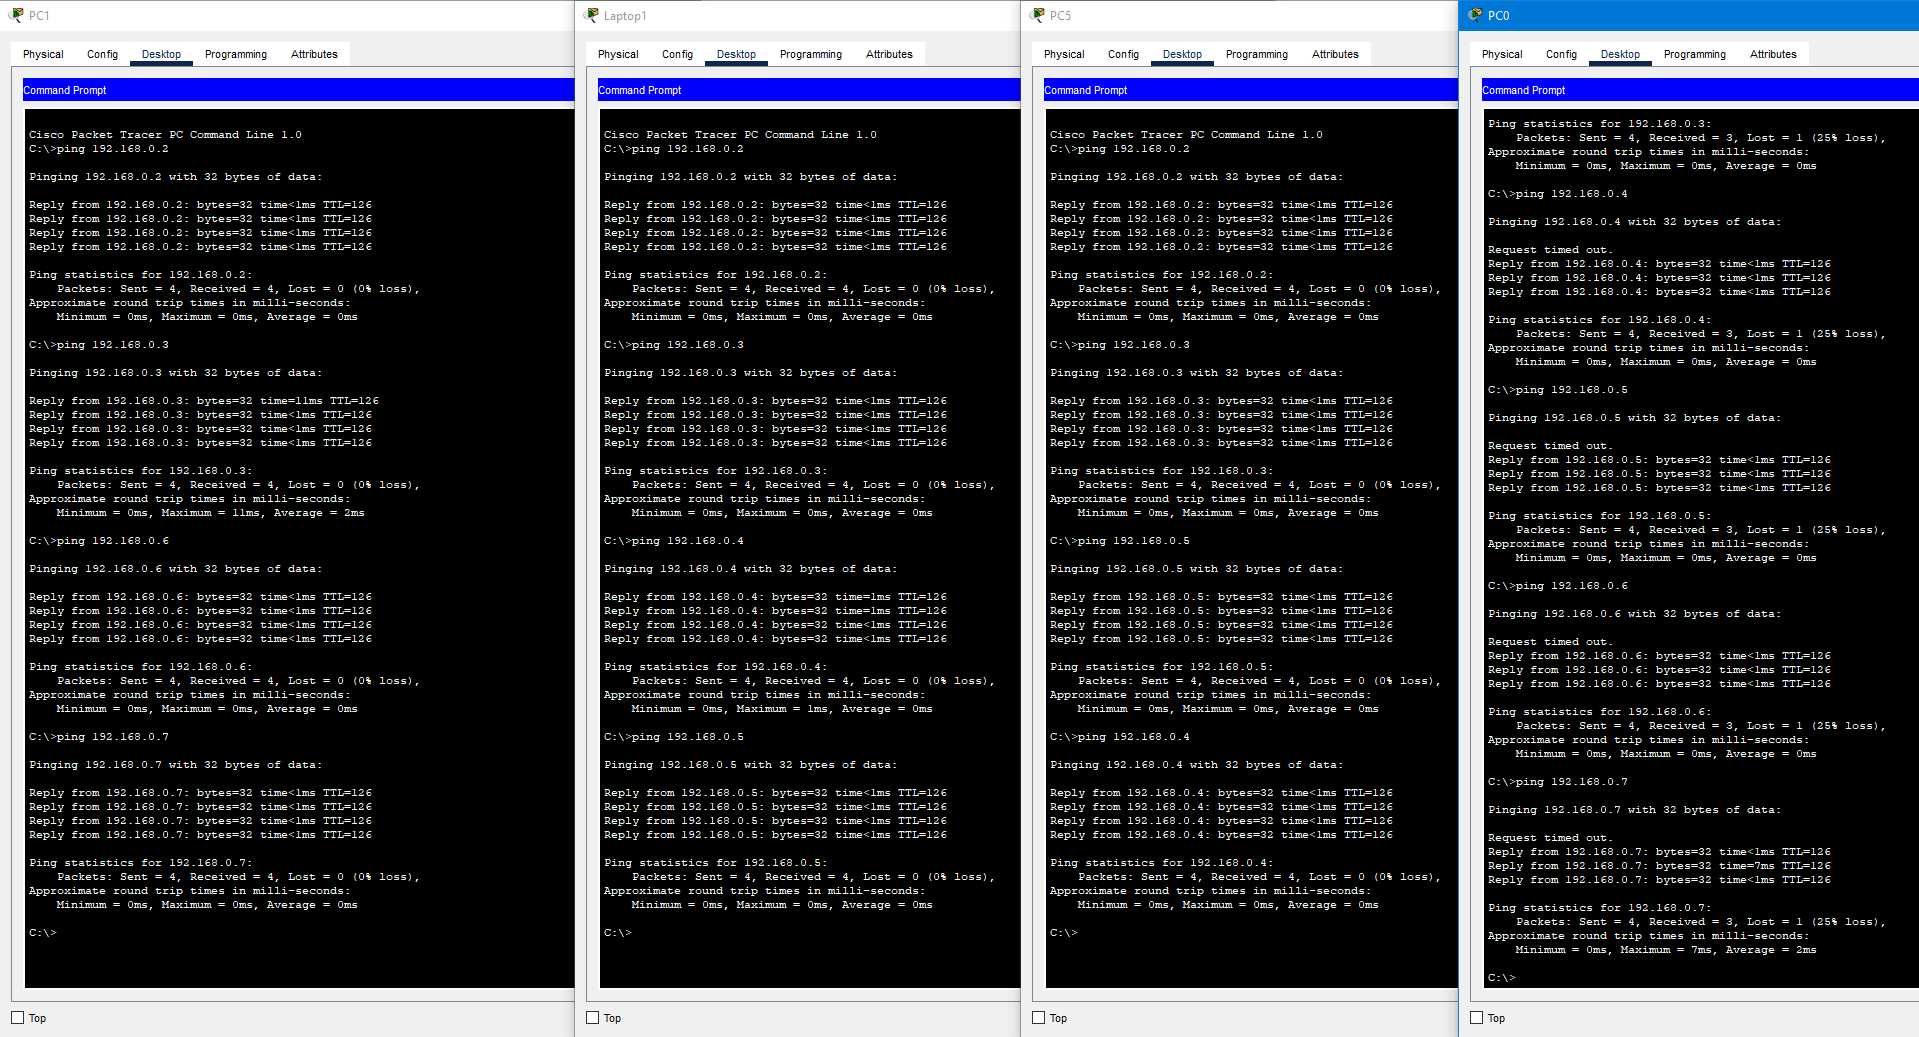 PC1
Physical Config Desktop Programming Attributes
Command Prompt
Cisco Packet Tracer PC Command Line 1.0
C:\>ping 192.168.0.2
Pinging 192.168.0.2 with 32 bytes of data:
Reply from 192.168.0.2: bytes=32 time<1ms TTL=126
Reply from 192.168.0.2: bytes=32 time<1ms TTL=126
Reply from 192.168.0.2: bytes=32 time<1ms TTL=126
Reply from 192.168.0.2: bytes=32 time<1ms TTL=126
Ping statistics for 192.168.0.2:
Packets: Sent = 4, Received = 4, Lost = 0 (0% loss),
Approximate round trip times in milli-seconds:
Minimum = 0ms, Maximum = 0ms, Average = 0ms
C:\>ping 192.168.0.3
Pinging 192.168.0.3 with 32 bytes of data:
Reply from 192.168.0.3: bytes=32 time=11ms TTL=126
Reply from 192.168.0.3: bytes=32 time<1ms TTL=126
Reply from 192.168.0.3: bytes=32 time<1ms TTL=126
Reply from 192.168.0.3: bytes=32 time<1ms TTL=126
Ping statistics for 192.168.0.3:
Packets: Sent = 4, Received = 4, Lost = 0 (0% loss),
Approximate round trip times in milli-seconds:
Minimum = 0ms, Maximum = 11ms, Average = 2ms
C:\>ping 192.168.0.6
Pinging 192.168.0.6 with 32 bytes of data:
Reply from 192.168.0.6: bytes=32 time<1ms TTL=126
Reply from 192.168.0.6: bytes=32 time<1ms TTL=126
Reply from 192.168.0.6: bytes=32 time<1ms TTL=126
Reply from 192.168.0.6: bytes=32 time<1ms TTL=126
Ping statistics for 192.168.0.6:
Packets: Sent = 4, Received = 4, Lost = 0 (0% loss),
Approximate round trip times in milli-seconds:
Minimum = 0ms, Maximum = 0ms, Average = 0ms
C:\>ping 192.168.0.7
Pinging 192.168.0.7 with 32 bytes of data:
Reply from 192.168.0.7: bytes=32 time<1ms TTL=126
Reply from 192.168.0.7: bytes=32 time<1ms TTL=126
Reply from 192.168.0.7: bytes=32 time<1ms TTL=126
Reply from 192.168.0.7: bytes=32 time<1ms TTL=126
Ping statistics for 192.168.0.7:
Packets: Sent = 4, Received = 4, Lost = 0 (0% loss),
Approximate round trip times in milli-seconds:
Minimum = 0ms, Maximum = 0ms, Average = 0ms
C:\>
Top
Laptop1
Physical Config Desktop Programming Attributes
Command Prompt
Cisco Packet Tracer PC Command Line 1.0
C:\>ping 192.168.0.2
Pinging 192.168.0.2 with 32 bytes of data:
Reply from 192.168.0.2: bytes=32 time<1ms TTL=126
Reply from 192.168.0.2: bytes=32 time<1ms TTL=126
Reply from 192.168.0.2: bytes=32 time<1ms TTL=126
Reply from 192.168.0.2: bytes=32 time<1ms TTL=126
Ping statistics for 192.168.0.2:
Packets: Sent = 4, Received = 4, Lost = 0 (0% loss),
Approximate round trip times in milli-seconds:
Minimum = 0ms, Maximum = 0ms, Average = 0ms
C:\>ping 192.168.0.3
Pinging 192.168.0.3 with 32 bytes of data:
Reply from 192.168.0.3: bytes=32 time<1ms TTL=126
Reply from 192.168.0.3: bytes=32 time<1ms TTL=126
Reply from 192.168.0.3: bytes=32 time<1ms TTL=126
Reply from 192.168.0.3: bytes=32 time<1ms TTL=126
Ping statistics for 192.168.0.3:
Packets: Sent = 4, Received = 4, Lost = 0 (0% loss),
Approximate round trip times in milli-seconds:
Minimum = 0ms, Maximum = 0ms, Average = 0ms
C:\>ping 192.168.0.4
Pinging 192.168.0.4 with 32 bytes of data:
Reply from 192.168.0.4: bytes=32 time=1ms TTL=126
Reply from 192.168.0.4: bytes=32 time=1ms TTL=126
Reply from 192.168.0.4: bytes=32 time<1ms TTL=126
Reply from 192.168.0.4: bytes=32 time<1ms TTL=126
Ping statistics for 192.168.0.4:
Packets: Sent = 4, Received = 4, Lost = 0 (0% loss),
Approximate round trip times in milli-seconds:
Minimum = 0ms, Maximum = 1ms, Average = 0ms
C:\>ping 192.168.0.5
Pinging 192.168.0.5 with 32 bytes of data:
Reply from 192.168.0.5: bytes=32 time<1ms TTL=126
Reply from 192.168.0.5: bytes=32 time<1ms TTL=126
Reply from 192.168.0.5: bytes=32 time<1ms TTL=126
Reply from 192.168.0.5: bytes=32 time<1ms TTL=126
Ping statistics for 192.168.0.5:
Packets: Sent = 4, Received = 4, Lost = 0 (0% loss),
Approximate round trip times in milli-seconds:
Minimum = 0ms, Maximum = 0ms, Average = 0ms
C:\>
Top
PC5
Physical Config Desktop Programming Attributes
Command Prompt
Cisco Packet Tracer PC Command Line 1.0
C:\>ping 192.168.0.2
Pinging 192.168.0.2 with 32 bytes of data:
Reply from 192.168.0.2: bytes=32 time<1ms TTL=126
Reply from 192.168.0.2: bytes=32 time<1ms TTL=126
Reply from 192.168.0.2: bytes=32 time<1ms TTL=126
Reply from 192.168.0.2: bytes=32 time<1ms TTL=126
Ping statistics for 192.168.0.2:
Packets: Sent = 4, Received = 4, Lost = 0 (0% loss),
Approximate round trip times in milli-seconds:
Minimum = 0ms, Maximum = 0ms, Average = 0ms
C:\>ping 192.168.0.3
Pinging 192.168.0.3 with 32 bytes of data:
Reply from 192.168.0.3: bytes=32 time<1ms TTL=126
Reply from 192.168.0.3: bytes=32 time<1ms TTL=126
Reply from 192.168.0.3: bytes=32 time<1ms TTL=126
Reply from 192.168.0.3: bytes=32 time<1ms TTL=126
Ping statistics for 192.168.0.3:
Packets: Sent = 4, Received = 4, Lost = 0 (0% loss),
Approximate round trip times in milli-seconds:
Minimum = 0ms, Maximum = 0ms, Average = 0ms
C:\>ping 192.168.0.5
Pinging 192.168.0.5 with 32 bytes of data:
Reply from 192.168.0.5: bytes=32 time<1ms TTL=126
Reply from 192.168.0.5: bytes=32 time<1ms TTL=126
Reply from 192.168.0.5: bytes=32 time<1ms TTL=126
Reply from 192.168.0.5: bytes=32 time<1ms TTL=126
Ping statistics for 192.168.0.5:
Packets: Sent = 4, Received = 4, Lost = 0 (0% loss),
Approximate round trip times in milli-seconds:
Minimum = 0ms, Maximum = 0ms, Average = 0ms
C:\>ping 192.168.0.4
Pinging 192.168.0.4 with 32 bytes of data:
Reply from 192.168.0.4: bytes=32 time<1ms TTL=126
Reply from 192.168.0.4: bytes=32 time<1ms TTL=126
Reply from 192.168.0.4: bytes=32 time<1ms TTL=126
Reply from 192.168.0.4: bytes=32 time<1ms TTL=126
Ping statistics for 192.168.0.4:
Packets: Sent = 4, Received = 4, Lost = 0 (0% loss),
Approximate round trip times in milli-seconds:
Minimum = 0ms, Maximum = 0ms, Average = 0ms
C:\>
Top
PC0
Physical Config Desktop Programming Attributes
Command Prompt
Ping statistics for 192.168.0.3:
Packets: Sent = 4, Received = 3, Lost = 1 (25% loss),
Approximate round trip times in milli-seconds:
Minimum = 0ms, Maximum = 0ms, Average = 0ms
C:\>ping 192.168.0.4
Pinging 192.168.0.4 with 32 bytes of data:
Request timed out.
Reply from 192.168.0.4: bytes=32 time<1ms TTL=126
Reply from 192.168.0.4: bytes=32 time<1ms TTL=126
Reply from 192.168.0.4: bytes=32 time<1ms TTL=126
Ping statistics for 192.168.0.4:
Packets: Sent = 4, Received = 3, Lost = 1 (25% loss),
Approximate round trip times in milli-seconds:
Minimum = 0ms, Maximum = 0ms, Average = 0ms
C:\>ping 192.168.0.5
Pinging 192.168.0.5 with 32 bytes of data:
Request timed out.
Reply from 192.168.0.5: bytes=32 time<1ms TTL=126
Reply from 192.168.0.5: bytes=32 time<1ms TTL=126
Reply from 192.168.0.5: bytes=32 time<1ms TTL=126
Ping statistics for 192.168.0.5:
Packets: Sent = 4, Received = 3, Lost = 1 (25% loss),
Approximate round trip times in milli-seconds:
Minimum = 0ms, Maximum = 0ms, Average = 0ms
C:\>ping 192.168.0.6
Pinging 192.168.0.6 with 32 bytes of data:
Request timed out.
Reply from 192.168.0.6: bytes=32 time<1ms TTL=126
Reply from 192.168.0.6: bytes=32 time<1ms TTL=126
Reply from 192.168.0.6: bytes=32 time<1ms TTL=126
Ping statistics for 192.168.0.6:
Packets: Sent = 4, Received = 3, Lost = 1 (25% loss),
Approximate round trip times in milli-seconds:
Minimum = 0ms, Maximum = 0ms, Average = 0ms
C:\>ping 192.168.0.7
Pinging 192.168.0.7 with 32 bytes of data:
Request timed out.
Reply from 192.168.0.7: bytes=32 time<1ms TTL=126
Reply from 192.168.0.7: bytes=32 time=7ms TTL=126
Reply from 192.168.0.7: bytes=32 time<1ms TTL=126
Ping statistics for 192.168.0.7:
Packets: Sent = 4, Received = 3, Lost = 1 (25% loss),
Approximate round trip times in milli-seconds:
Minimum = 0ms, Maximum = 7ms, Average = 2ms
C:\>
Top